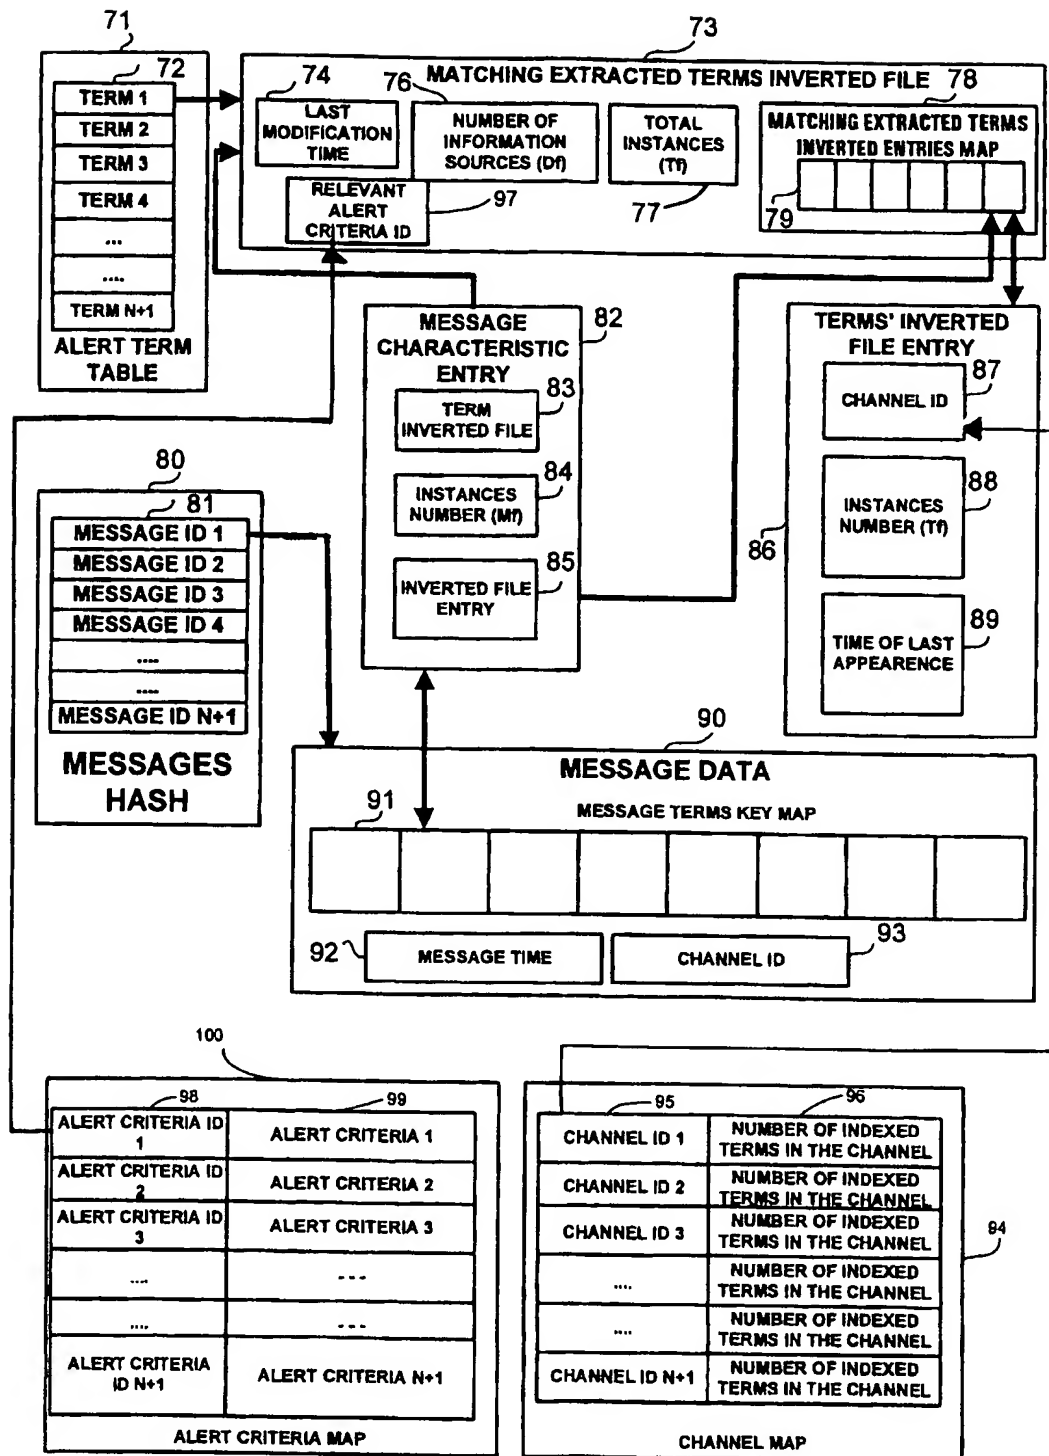 71
72
TERM 1
TERM 2
TERM 3
TERM 4
...
....
TERM N+1
ALERT TERM
TABLE
73
MATCHING EXTRACTED TERMS INVERTED FILE
74
LAST
MODIFICATION
TIME
76
NUMBER OF
INFORMATION
SOURCES (Df)
TOTAL
INSTANCES
(Tf)
77
78
MATCHING EXTRACTED TERMS
INVERTED ENTRIES MAP
79
RELEVANT
ALERT
CRITERIA ID
97
MESSAGE
CHARACTERISTIC
ENTRY
82
TERM
INVERTED FILE
83
INSTANCES
NUMBER (Mf)
84
INVERTED FILE
ENTRY
85
TERMS' INVERTED
FILE ENTRY
CHANNEL ID
87
INSTANCES
NUMBER (Tf)
88
86
TIME OF LAST
APPEARENCE
89
80
81
MESSAGE ID 1
MESSAGE ID 2
MESSAGE ID 3
MESSAGE ID 4
....
....
MESSAGE ID N+1
MESSAGES
HASH
90
MESSAGE DATA
MESSAGE TERMS KEY MAP
91
92
MESSAGE TIME
CHANNEL ID
93
100
98
99
ALERT CRITERIA ID
1
ALERT CRITERIA 1
ALERT CRITERIA ID
2
ALERT CRITERIA 2
ALERT CRITERIA ID
3
ALERT CRITERIA 3
....
---
....
---
ALERT CRITERIA
ID N+1
ALERT CRITERIA N+1
ALERT CRITERIA MAP
95
96
CHANNEL ID 1
NUMBER OF INDEXED
TERMS IN THE CHANNEL
CHANNEL ID 2
NUMBER OF INDEXED
TERMS IN THE CHANNEL
CHANNEL ID 3
NUMBER OF INDEXED
TERMS IN THE CHANNEL
....
NUMBER OF INDEXED
TERMS IN THE CHANNEL
....
NUMBER OF INDEXED
TERMS IN THE CHANNEL
CHANNEL ID N+1
NUMBER OF INDEXED
TERMS IN THE CHANNEL
94
CHANNEL MAP